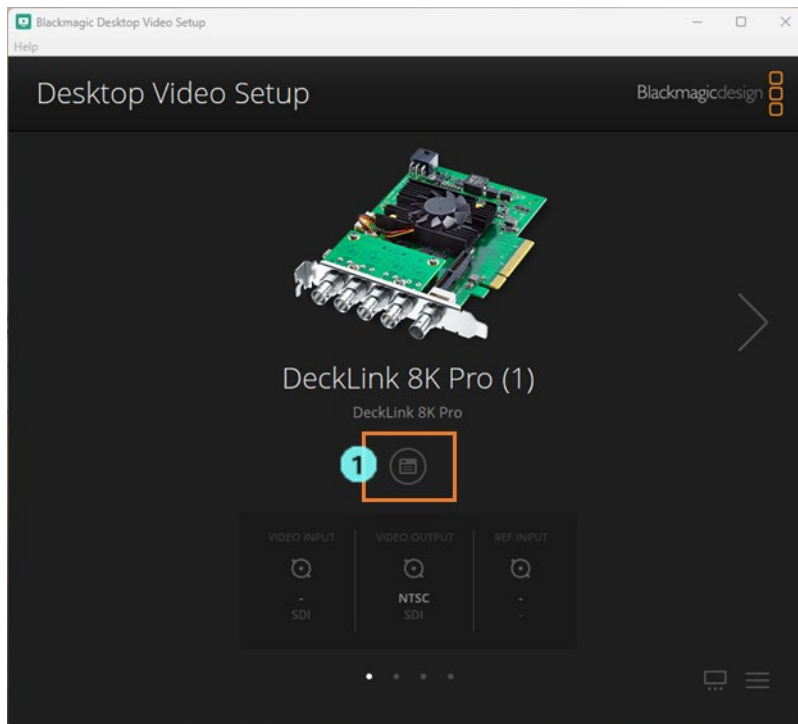 Blackmagic Desktop Video Setup
Help
Desktop Video Setup
Blackmagicdesign
DeckLink 8K Pro (1)
DeckLink 8K Pro
1
VIDEO INPUT VIDEO OUTPUT REF INPUT
- NTSC -
SDI SDI -